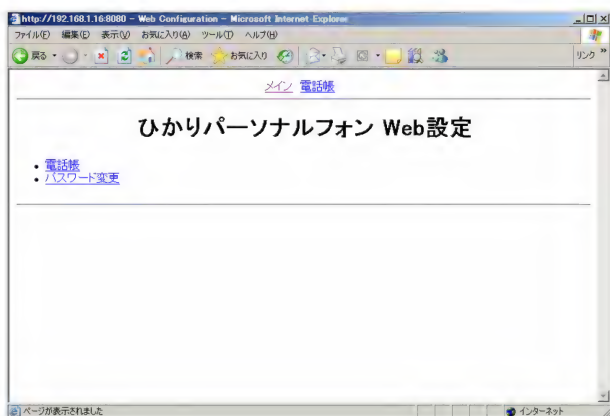 http://192.168.1.16:8080 - Web Configuration - Microsoft Internet Explorer
ファイル(F) 編集(E) 表示(V) お気に入り(A) ツール(T) ヘルプ(H)
戻る 検索 お気に入り リンク »
メイン 電話帳
ひかりパーソナルフォン Web設定
• 電話帳
• パスワード変更
ページが表示されました インターネット